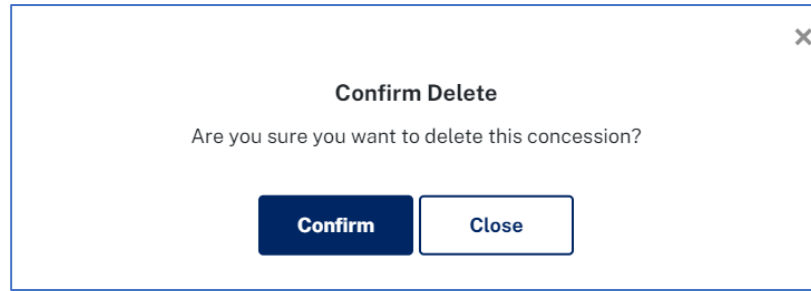 Confirm Delete
Are you sure you want to delete this concession?
Confirm
Close